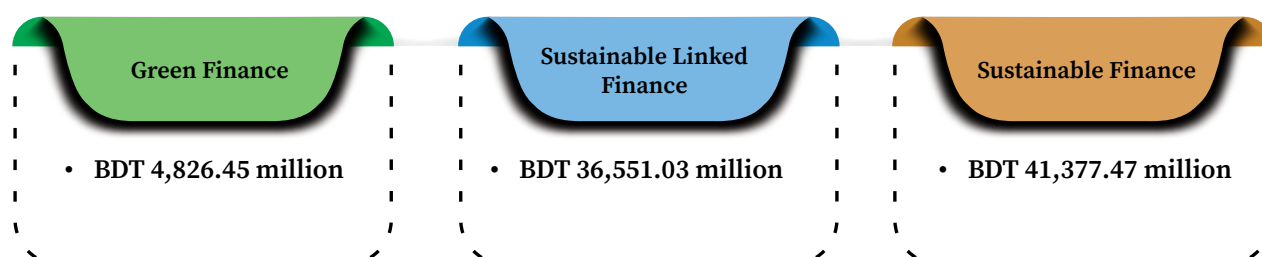 Green Finance
• BDT 4,826.45 million
Sustainable Linked
Finance
• BDT 36,551.03 million
Sustainable Finance
• BDT 41,377.47 million